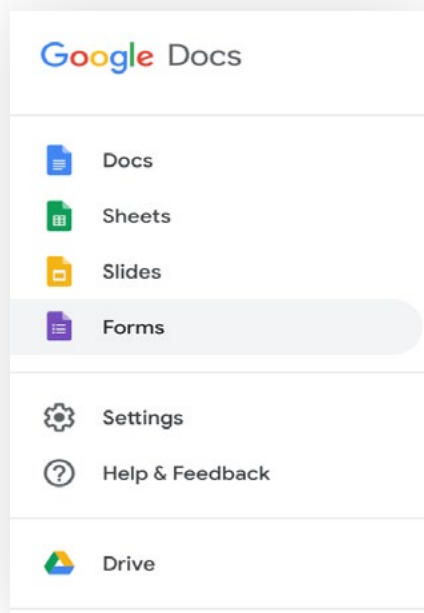 Google Docs
Docs
Sheets
Slides
Forms
Settings
Help & Feedback
Drive